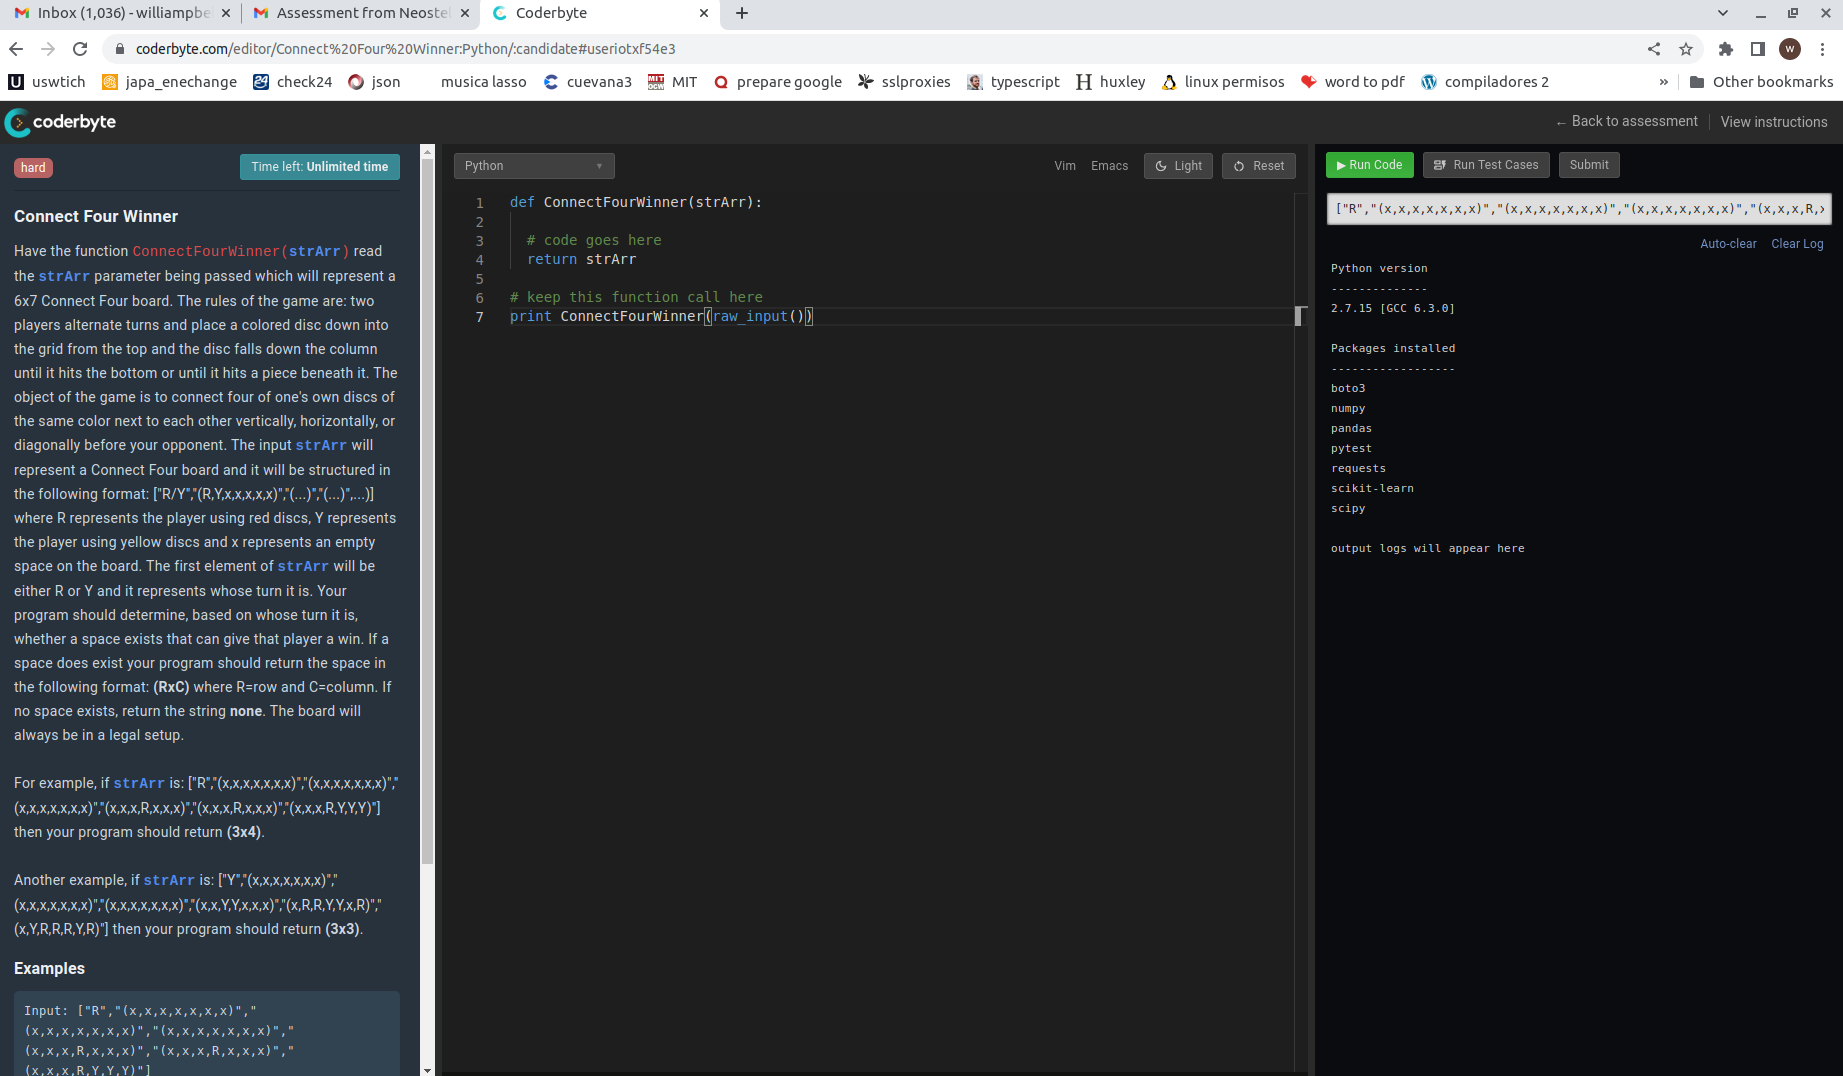 Inbox (1,036) - williampbe
Assessment from Neoste
Coderbyte
coderbyte.com/editor/Connect%20Four%20Winner:Python/:candidate#useriotxf54e3
W
uswtich
japa_enechange
24
check24
json
musica lasso
cuevana3
MIT
prepare google
sslproxies
typescript
huxley
linux permisos
word to pdf
compiladores 2
»
Other bookmarks
coderbyte
← Back to assessment
View instructions
hard
Time left: Unlimited time
Connect Four Winner
Have the function ConnectFourWinner(strArr) read
the strArr parameter being passed which will represent a
6x7 Connect Four board. The rules of the game are: two
players alternate turns and place a colored disc down into
the grid from the top and the disc falls down the column
until it hits the bottom or until it hits a piece beneath it. The
object of the game is to connect four of one's own discs of
the same color next to each other vertically, horizontally, or
diagonally before your opponent. The input strArr will
represent a Connect Four board and it will be structured in
the following format: ["R/Y","(R,Y,x,x,x,x,x)","(...)","(...)",...)]
where R represents the player using red discs, Y represents
the player using yellow discs and x represents an empty
space on the board. The first element of strArr will be
either R or Y and it represents whose turn it is. Your
program should determine, based on whose turn it is,
whether a space exists that can give that player a win. If a
space does exist your program should return the space in
the following format: (RxC) where R=row and C=column. If
no space exists, return the string none. The board will
always be in a legal setup.
For example, if strArr is: ["R","(x,x,x,x,x,x,x)","(x,x,x,x,x,x,x)","
(x,x,x,x,x,x,x)","(x,x,x,R,x,x,x)","(x,x,x,R,x,x,x)","(x,x,x,R,Y,Y,Y)"]
then your program should return (3x4).
Another example, if strArr is: ["Y","(x,x,x,x,x,x,x)","
(x,x,x,x,x,x,x)","(x,x,x,x,x,x,x)","(x,x,Y,Y,x,x,x)","(x,R,R,Y,Y,x,R)","
(x,Y,R,R,R,Y,R)"] then your program should return (3x3).
Examples
Input: ["R","(x,x,x,x,x,x,x)","
(x,x,x,x,x,x,x)","(x,x,x,x,x,x,x)","
(x,x,x,R,x,x,x)","(x,x,x,R,x,x,x)","
(x,x,x,R,Y,Y,Y)"]
Python
Vim
Emacs
Light
Reset
1 def ConnectFourWinner(strArr):
2
3 # code goes here
4 return strArr
5
6 # keep this function call here
7 print ConnectFourWinner(raw_input())
Run Code
Run Test Cases
Submit
["R","(x,x,x,x,x,x,x)","(x,x,x,x,x,x,x)","(x,x,x,x,x,x,x)","(x,x,x,R,x
Auto-clear
Clear Log
Python version
--------------
2.7.15 [GCC 6.3.0]
Packages installed
------------------
boto3
numpy
pandas
pytest
requests
scikit-learn
scipy
output logs will appear here